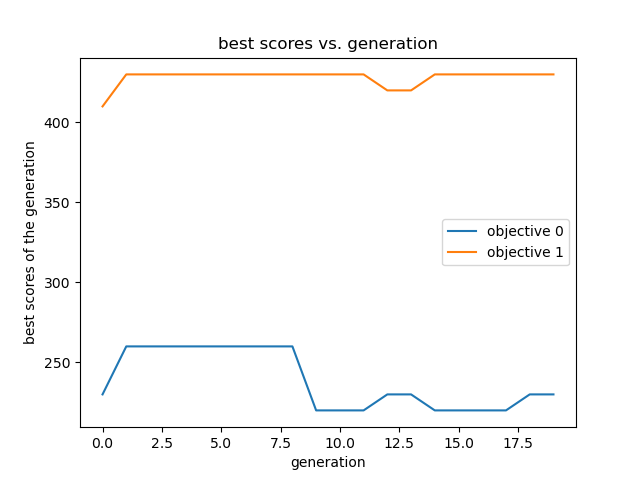 best scores vs. generation
best scores of the generation
400
350
300
250
objective 0
objective 1
0.0 2.5 5.0 7.5 10.0 12.5 15.0 17.5
generation